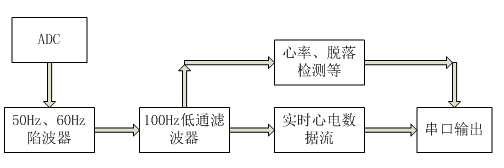 ADC
心率、脱落
检测等
50Hz、60Hz
陷波器
100Hz低通滤
波器
实时心电数
据流
串口输出